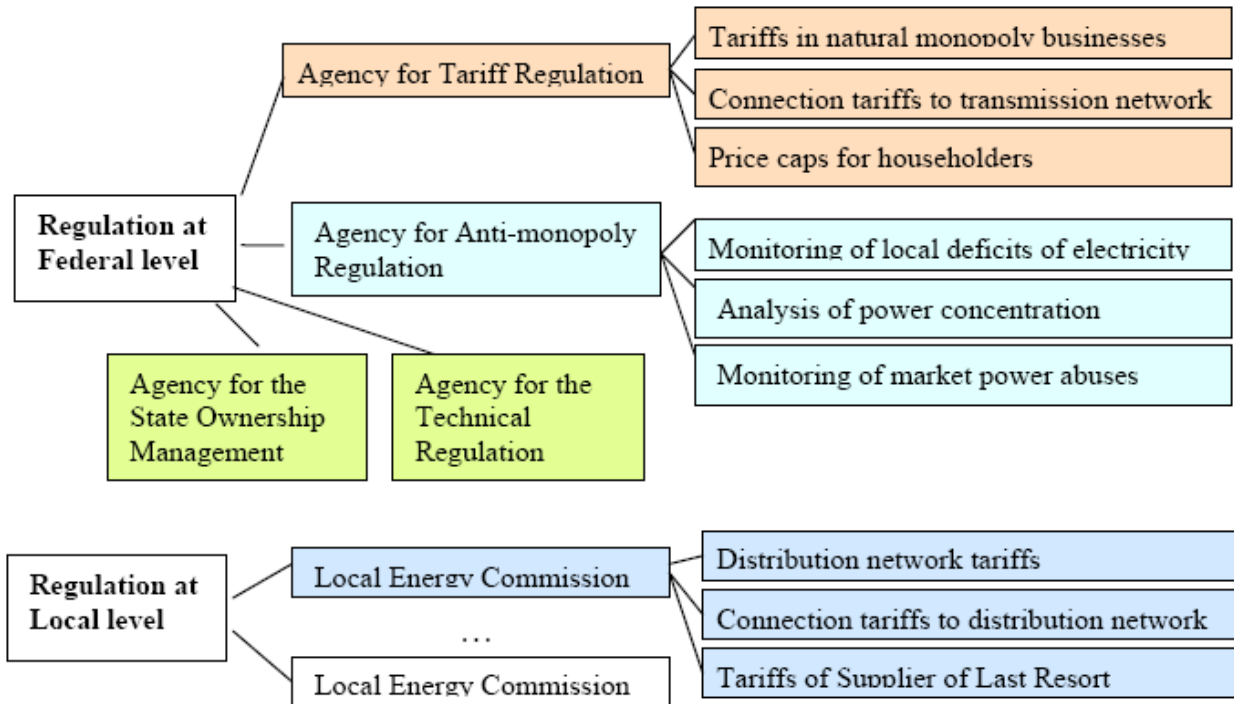 Regulation at
Federal level
Agency for Tariff Regulation
Tariffs in natural monopoly businesses
Connection tariffs to transmission network
Price caps for householders
Agency for Anti-monopoly
Regulation
Monitoring of local deficits of electricity
Analysis of power concentration
Monitoring of market power abuses
Agency for the
State Ownership
Management
Agency for the
Technical
Regulation
Regulation at
Local level
Local Energy Commission
Distribution network tariffs
Connection tariffs to distribution network
Tariffs of Supplier of Last Resort
…
Local Energy Commission